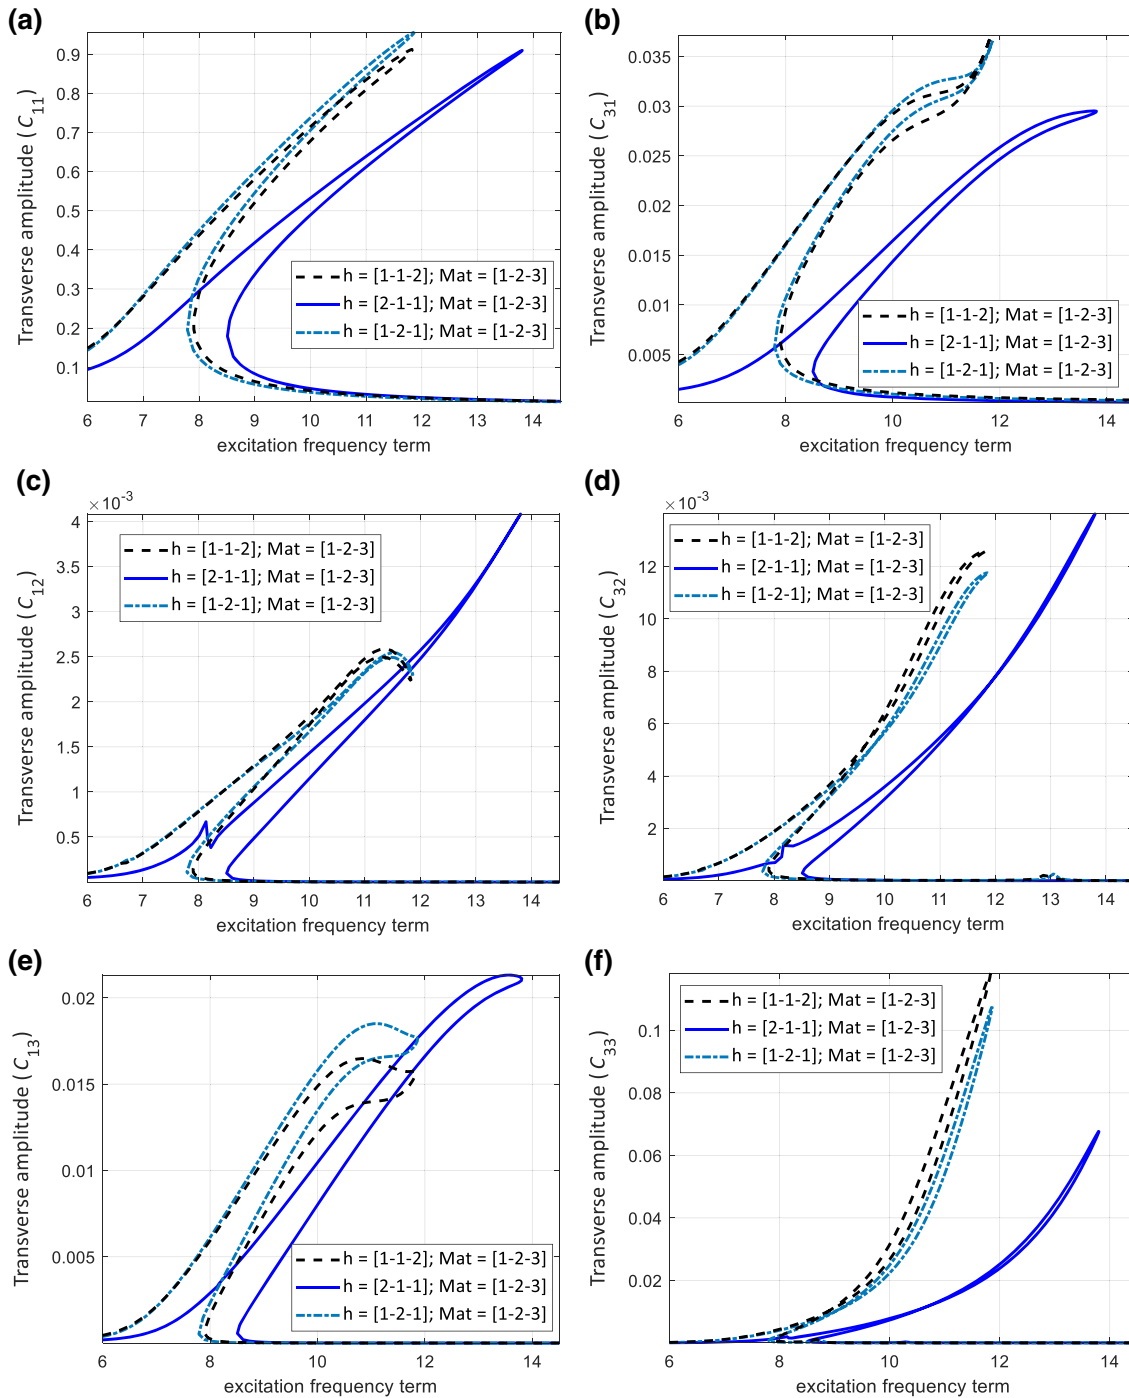 (a)
Transverse amplitude (C11)
0.9
0.8
0.7
0.6
0.5
0.4
0.3
0.2
0.1
6 7 8 9 10 11 12 13 14
excitation frequency term
h = [1-1-2]; Mat = [1-2-3]
h = [2-1-1]; Mat = [1-2-3]
h = [1-2-1]; Mat = [1-2-3]
(b)
Transverse amplitude (C31)
0.035
0.03
0.025
0.02
0.015
0.01
0.005
6 8 10 12 14
excitation frequency term
h = [1-1-2]; Mat = [1-2-3]
h = [2-1-1]; Mat = [1-2-3]
h = [1-2-1]; Mat = [1-2-3]
(c)
×10-3
Transverse amplitude (C12)
4
3.5
3
2.5
2
1.5
1
0.5
6 7 8 9 10 11 12 13 14
excitation frequency term
h = [1-1-2]; Mat = [1-2-3]
h = [2-1-1]; Mat = [1-2-3]
h = [1-2-1]; Mat = [1-2-3]
(d)
×10-3
Transverse amplitude (C32)
12
10
8
6
4
2
6 7 8 9 10 11 12 13 14
excitation frequency term
h = [1-1-2]; Mat = [1-2-3]
h = [2-1-1]; Mat = [1-2-3]
h = [1-2-1]; Mat = [1-2-3]
(e)
Transverse amplitude (C13)
0.02
0.015
0.01
0.005
6 8 10 12 14
excitation frequency term
h = [1-1-2]; Mat = [1-2-3]
h = [2-1-1]; Mat = [1-2-3]
h = [1-2-1]; Mat = [1-2-3]
(f)
Transverse amplitude (C33)
0.1
0.08
0.06
0.04
0.02
6 8 10 12 14
excitation frequency term
h = [1-1-2]; Mat = [1-2-3]
h = [2-1-1]; Mat = [1-2-3]
h = [1-2-1]; Mat = [1-2-3]